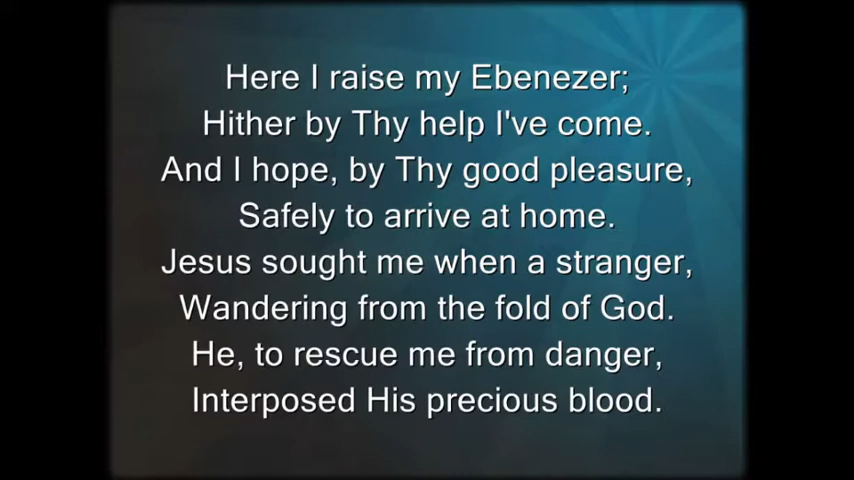 Here I raise my Ebenezer;
Hither by Thy help I've come.
And I hope, by Thy good pleasure,
Safely to arrive at home.
Jesus sought me when a stranger,
Wandering from the fold of God.
He, to rescue me from danger,
Interposed His precious blood.